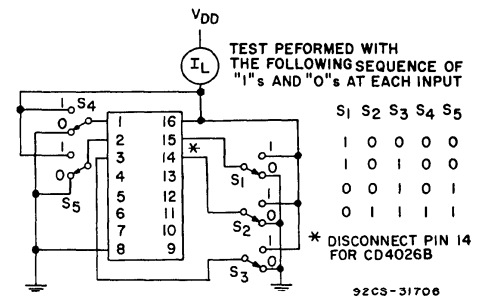 VDD
IL
TEST PEFORMED WITH
THE FOLLOWING SEQUENCE OF
"1"s AND "0"s AT EACH INPUT
1 S4
0
1
0
S5
1 16
2 15
*
3 14
4 13
5 12
6 11
7 10
8 9
1
S1 0
1
S2 0
1
S3 0
S1 S2 S3 S4 S5
1 0 0 0 0
1 0 1 0 0
0 0 1 0 1
0 1 1 1 1
* DISCONNECT PIN 14
FOR CD4026B
92CS-31706